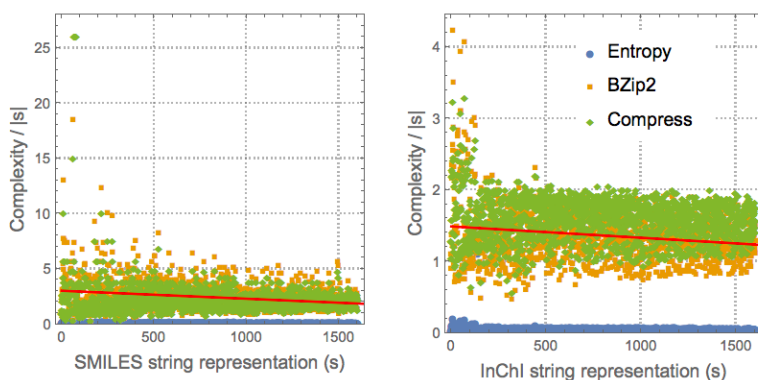 Complexity / |s|
25
20
15
10
5
0
0
500
1000
1500
SMILES string representation (s)
Complexity / |s|
4
3
2
1
0
0
500
1000
1500
InChI string representation (s)
Entropy
BZip2
Compress